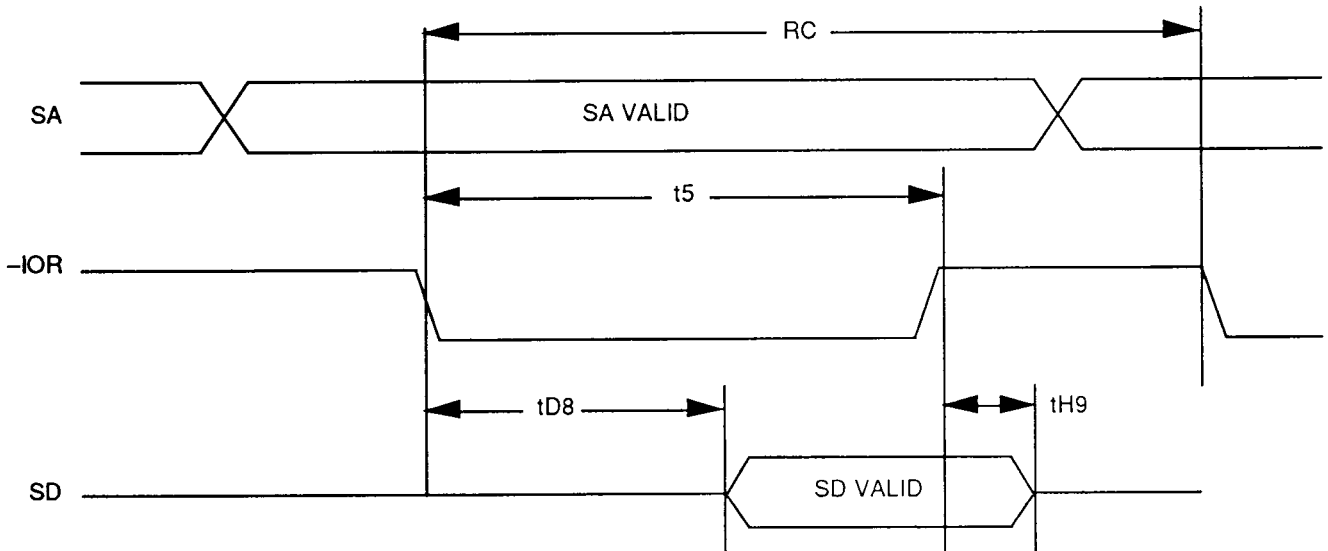 RC
SA
SA VALID
t5
–IOR
tD8
tH9
SD
SD VALID